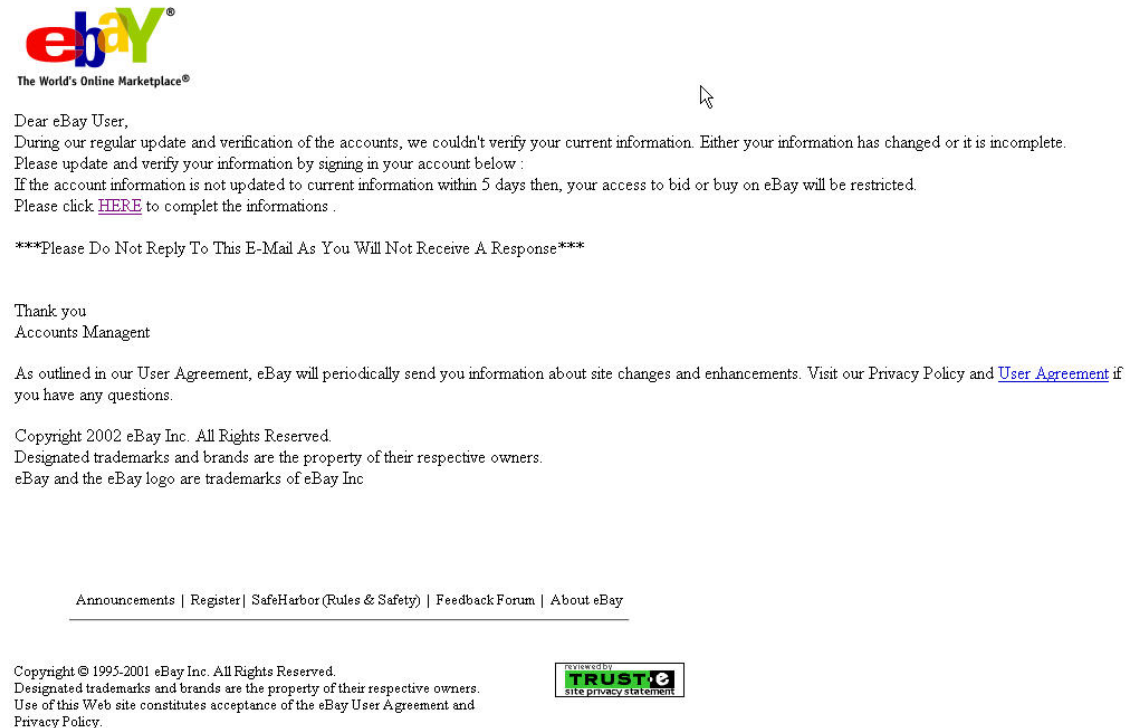 ebaY®
The World's Online Marketplace®
Dear eBay User,
During our regular update and verification of the accounts, we couldn't verify your current information. Either your information has changed or it is incomplete.
Please update and verify your information by signing in your account below :
If the account information is not updated to current information within 5 days then, your access to bid or buy on eBay will be restricted.
Please click HERE to complet the informations .
***Please Do Not Reply To This E-Mail As You Will Not Receive A Response***
Thank you
Accounts Managent
As outlined in our User Agreement, eBay will periodically send you information about site changes and enhancements. Visit our Privacy Policy and User Agreement if
you have any questions.
Copyright 2002 eBay Inc. All Rights Reserved.
Designated trademarks and brands are the property of their respective owners.
eBay and the eBay logo are trademarks of eBay Inc
Announcements | Register| SafeHarbor (Rules & Safety) | Feedback Forum | About eBay
Copyright © 1995-2001 eBay Inc. All Rights Reserved.
Designated trademarks and brands are the property of their respective owners.
Use of this Web site constitutes acceptance of the eBay User Agreement and
Privacy Policy.
reviewed by
TRUST·e
site privacy statement